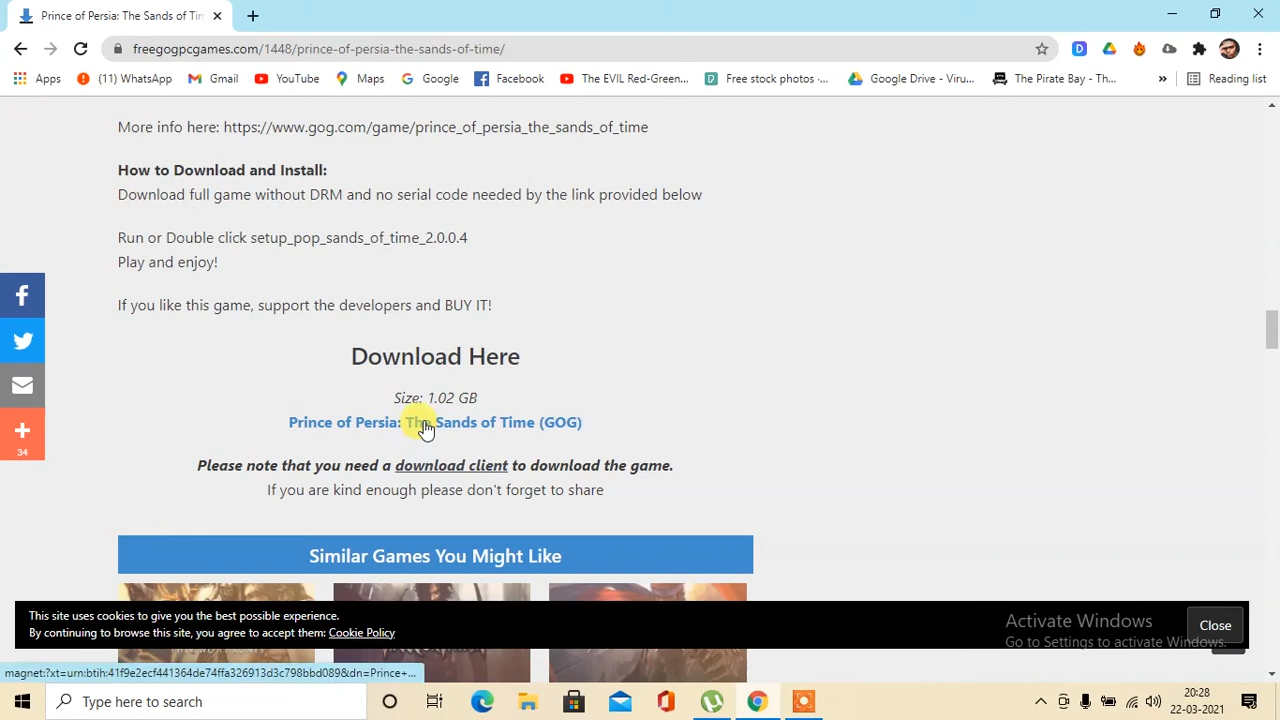 Prince of Persia: The Sands of Tim
freegogpcgames.com/1448/prince-of-persia-the-sands-of-time/
Apps
(11) WhatsApp
Gmail
YouTube
Maps
Google
Facebook
The EVIL Red-Green...
Free stock photos ·...
Google Drive - Viru...
The Pirate Bay - Th...
»
Reading list
More info here: https://www.gog.com/game/prince_of_persia_the_sands_of_time
How to Download and Install:
Download full game without DRM and no serial code needed by the link provided below
Run or Double click setup_pop_sands_of_time_2.0.0.4
Play and enjoy!
If you like this game, support the developers and BUY IT!
Download Here
Size: 1.02 GB
Prince of Persia: The Sands of Time (GOG)
Please note that you need a download client to download the game.
If you are kind enough please don't forget to share
34
Similar Games You Might Like
This site uses cookies to give you the best possible experience.
By continuing to browse this site, you agree to accept them: Cookie Policy
Close
Activate Windows
Go to Settings to activate Windows.
magnet:?xt=urn:btih:41f9e2ecf441364de74ffa326913d3c798bbd089&dn=Prince+...
Type here to search
20:28
22-03-2021